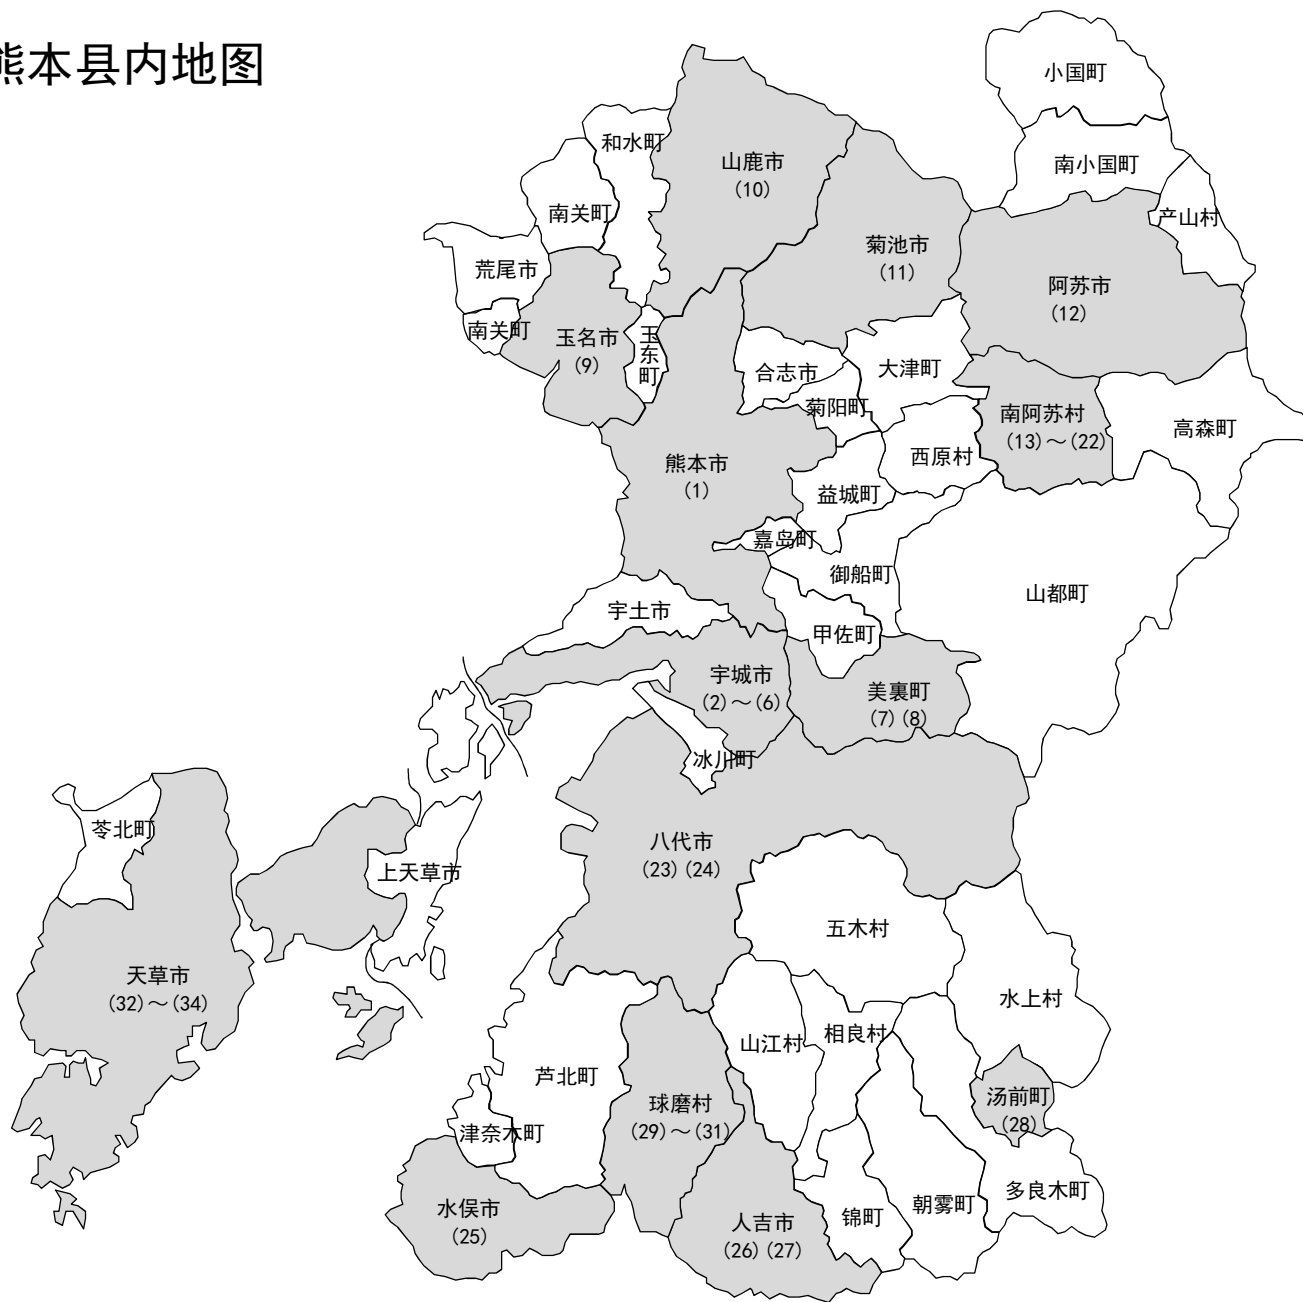 熊本县内地图
小国町
和水町
山鹿市
(10)
南小国町
南关町
产山村
菊池市
(11)
荒尾市
阿苏市
(12)
南关町
玉名市
(9)
玉东町
合志市
大津町
菊阳町
南阿苏村
(13)～(22)
高森町
熊本市
(1)
西原村
益城町
嘉岛町
御船町
山都町
宇土市
甲佐町
宇城市
(2)～(6)
美裏町
(7)(8)
冰川町
苓北町
八代市
(23)(24)
上天草市
五木村
天草市
(32)～(34)
水上村
山江村
相良村
芦北町
球磨村
(29)～(31)
汤前町
(28)
津奈木町
水俣市
(25)
人吉市
(26)(27)
锦町
朝雾町
多良木町